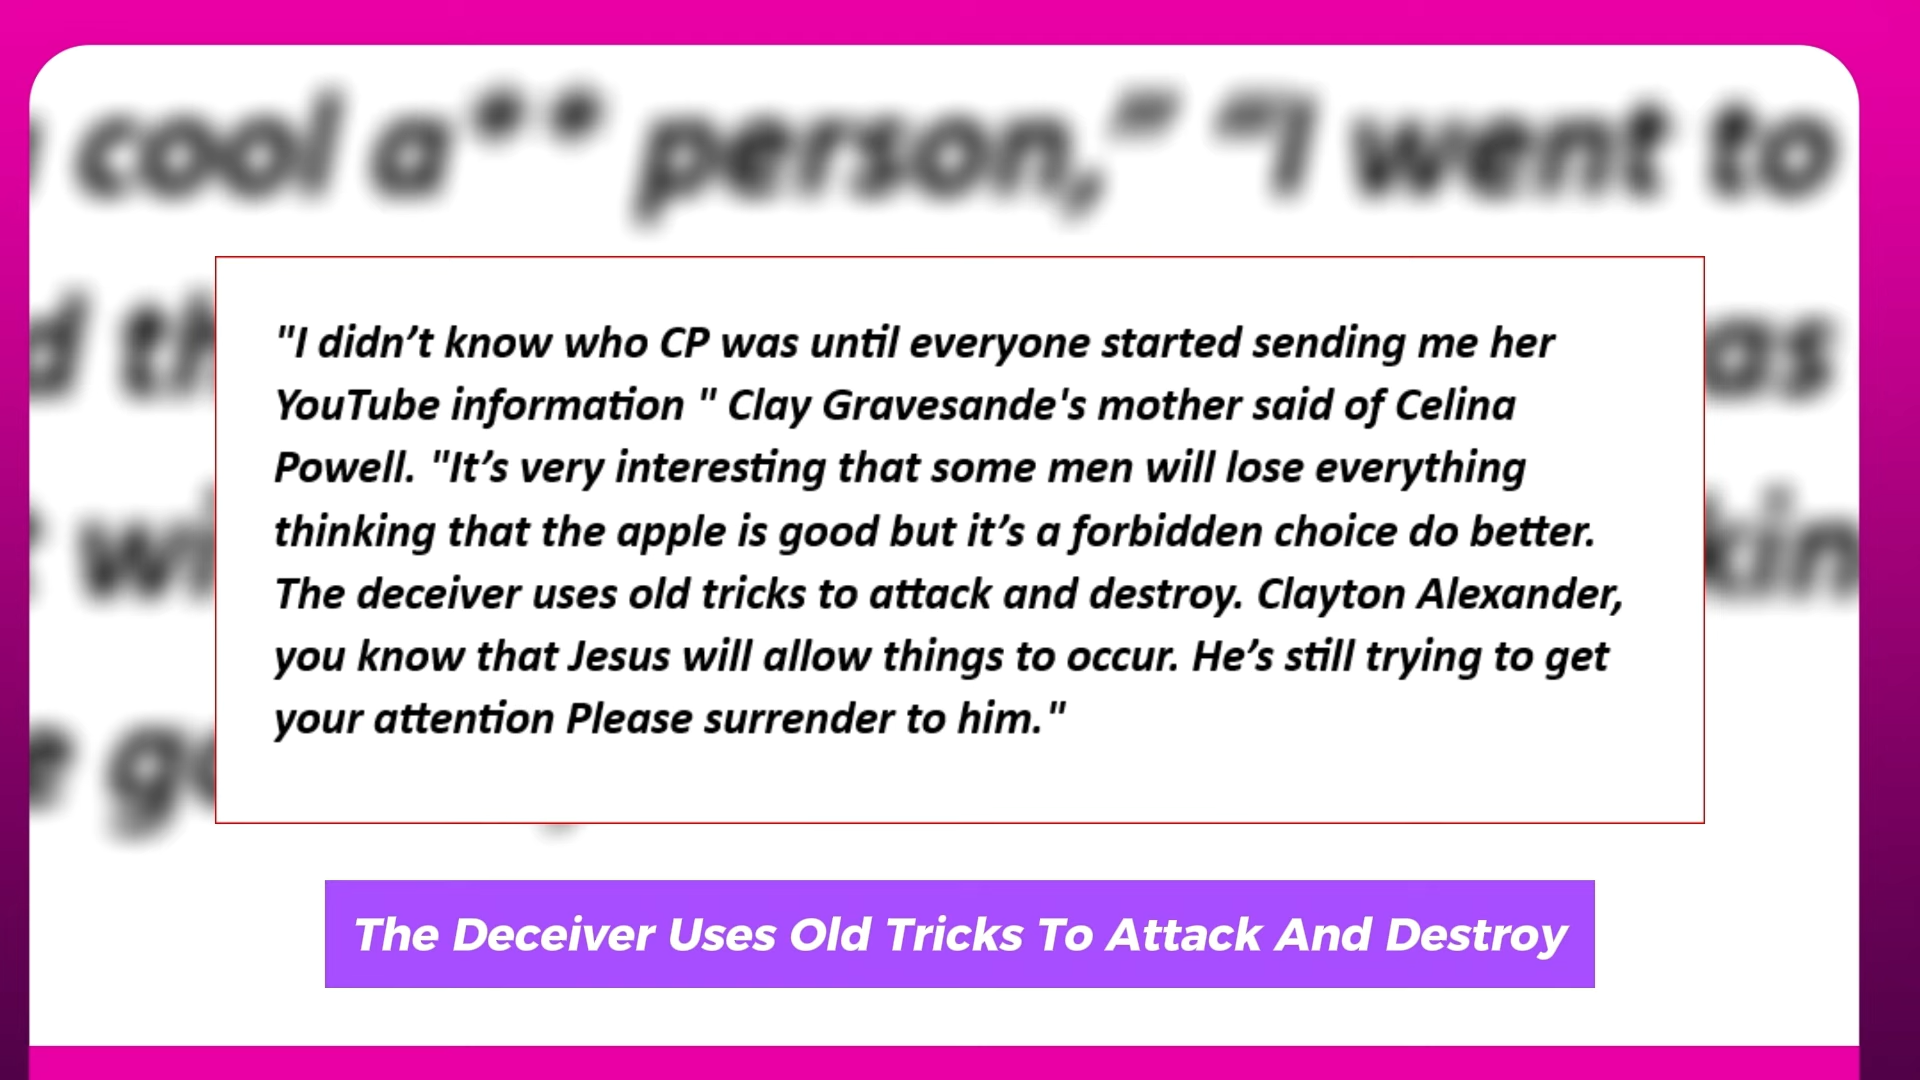 cool a** person,” “I went to
"I didn’t know who CP was until everyone started sending me her
YouTube information " Clay Gravesande's mother said of Celina
Powell. "It’s very interesting that some men will lose everything
thinking that the apple is good but it’s a forbidden choice do better.
The deceiver uses old tricks to attack and destroy. Clayton Alexander,
you know that Jesus will allow things to occur. He’s still trying to get
your attention Please surrender to him."
The Deceiver Uses Old Tricks To Attack And Destroy